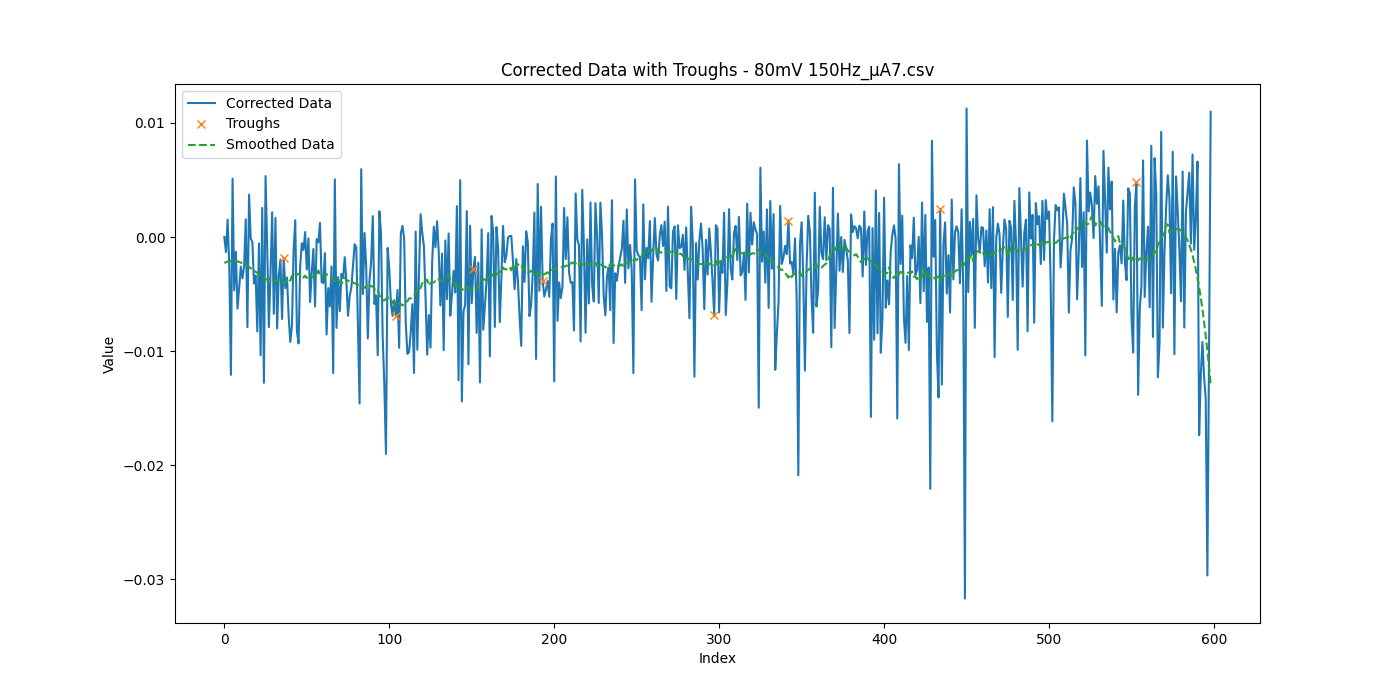 Corrected Data with Troughs - 80mV 150Hz_µA7.csv
Corrected Data
Troughs
Smoothed Data
0.01
0.00
−0.01
−0.02
−0.03
Value
0 100 200 300 400 500 600
Index